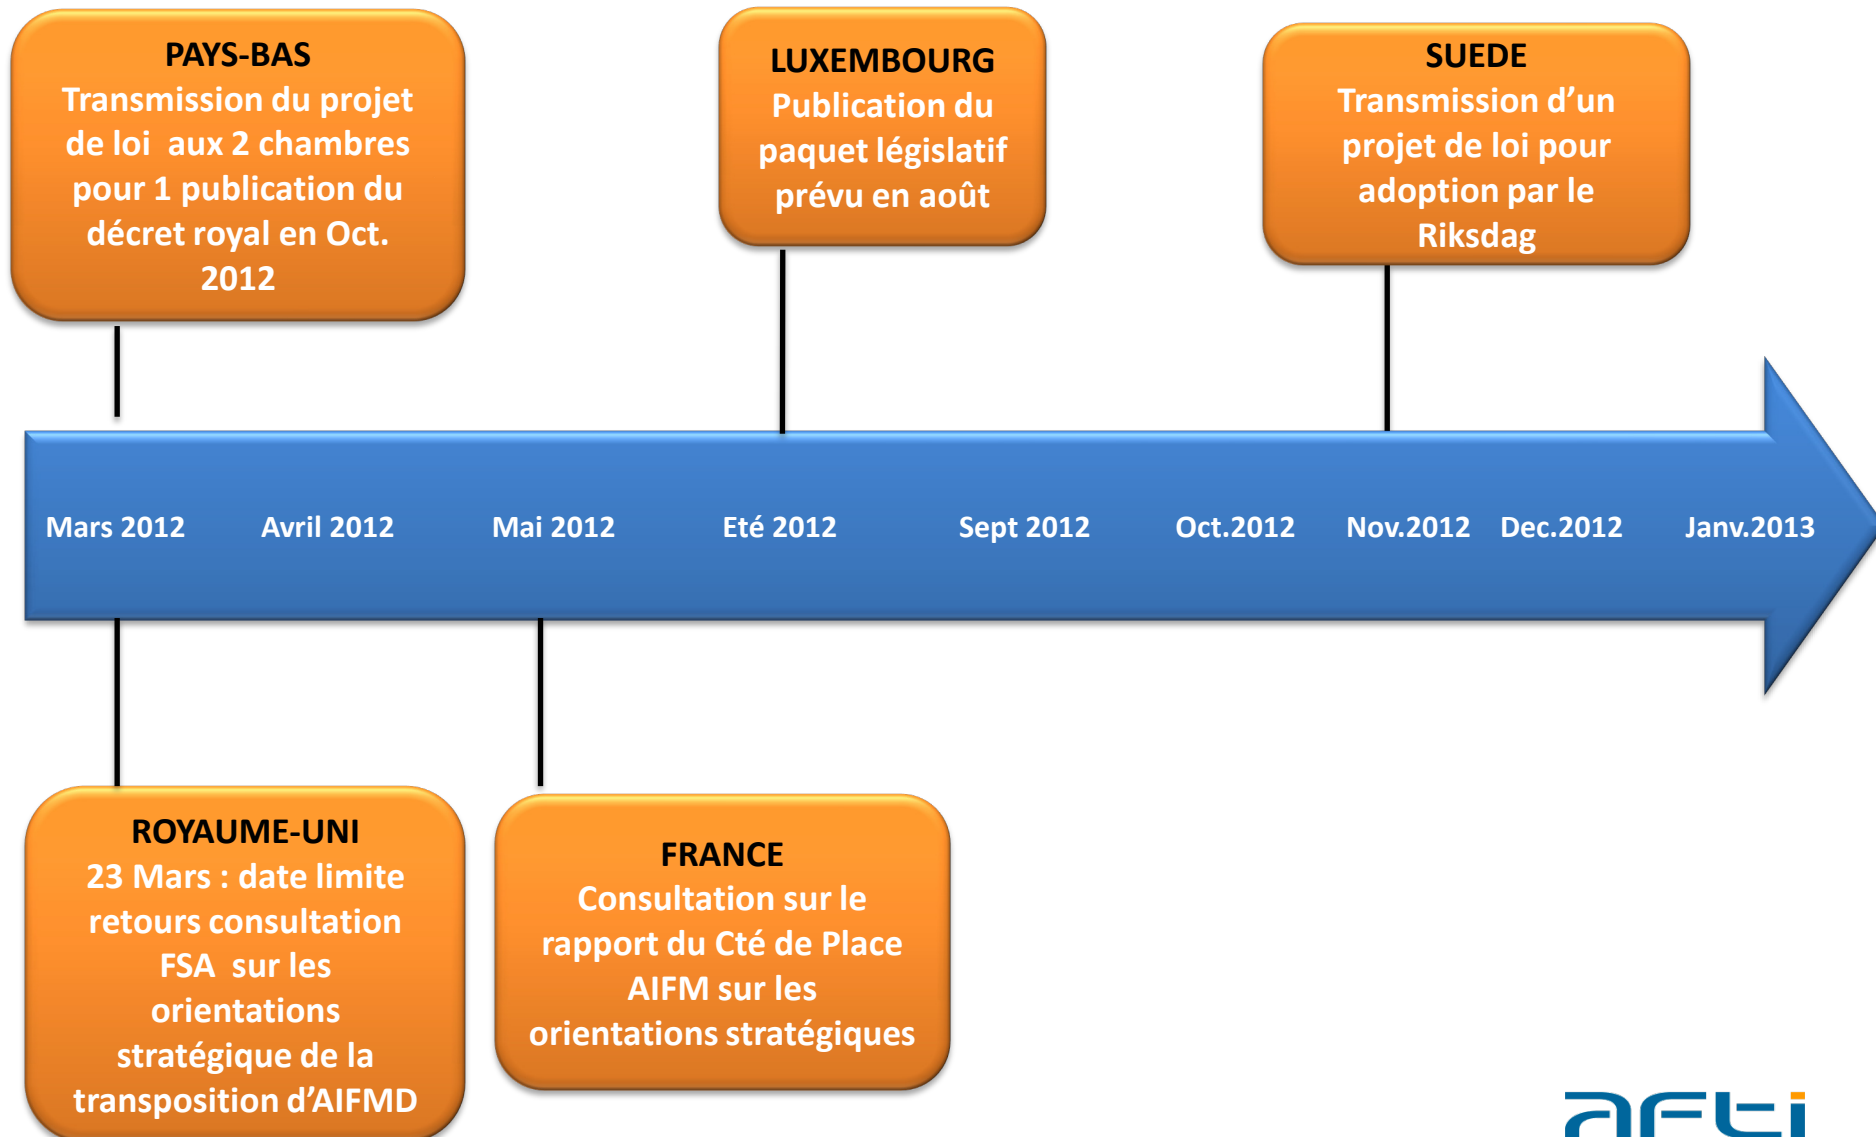 PAYS-BAS
Transmission du projet
de loi aux 2 chambres
pour 1 publication du
décret royal en Oct.
2012
LUXEMBOURG
Publication du
paquet législatif
prévu en août
SUEDE
Transmission d’un
projet de loi pour
adoption par le
Riksdag
Mars 2012 Avril 2012 Mai 2012 Eté 2012 Sept 2012 Oct.2012 Nov.2012 Dec.2012 Janv.2013
ROYAUME-UNI
23 Mars : date limite
retours consultation
FSA sur les
orientations
stratégique de la
transposition d’AIFMD
FRANCE
Consultation sur le
rapport du Cté de Place
AIFM sur les
orientations stratégiques
afti